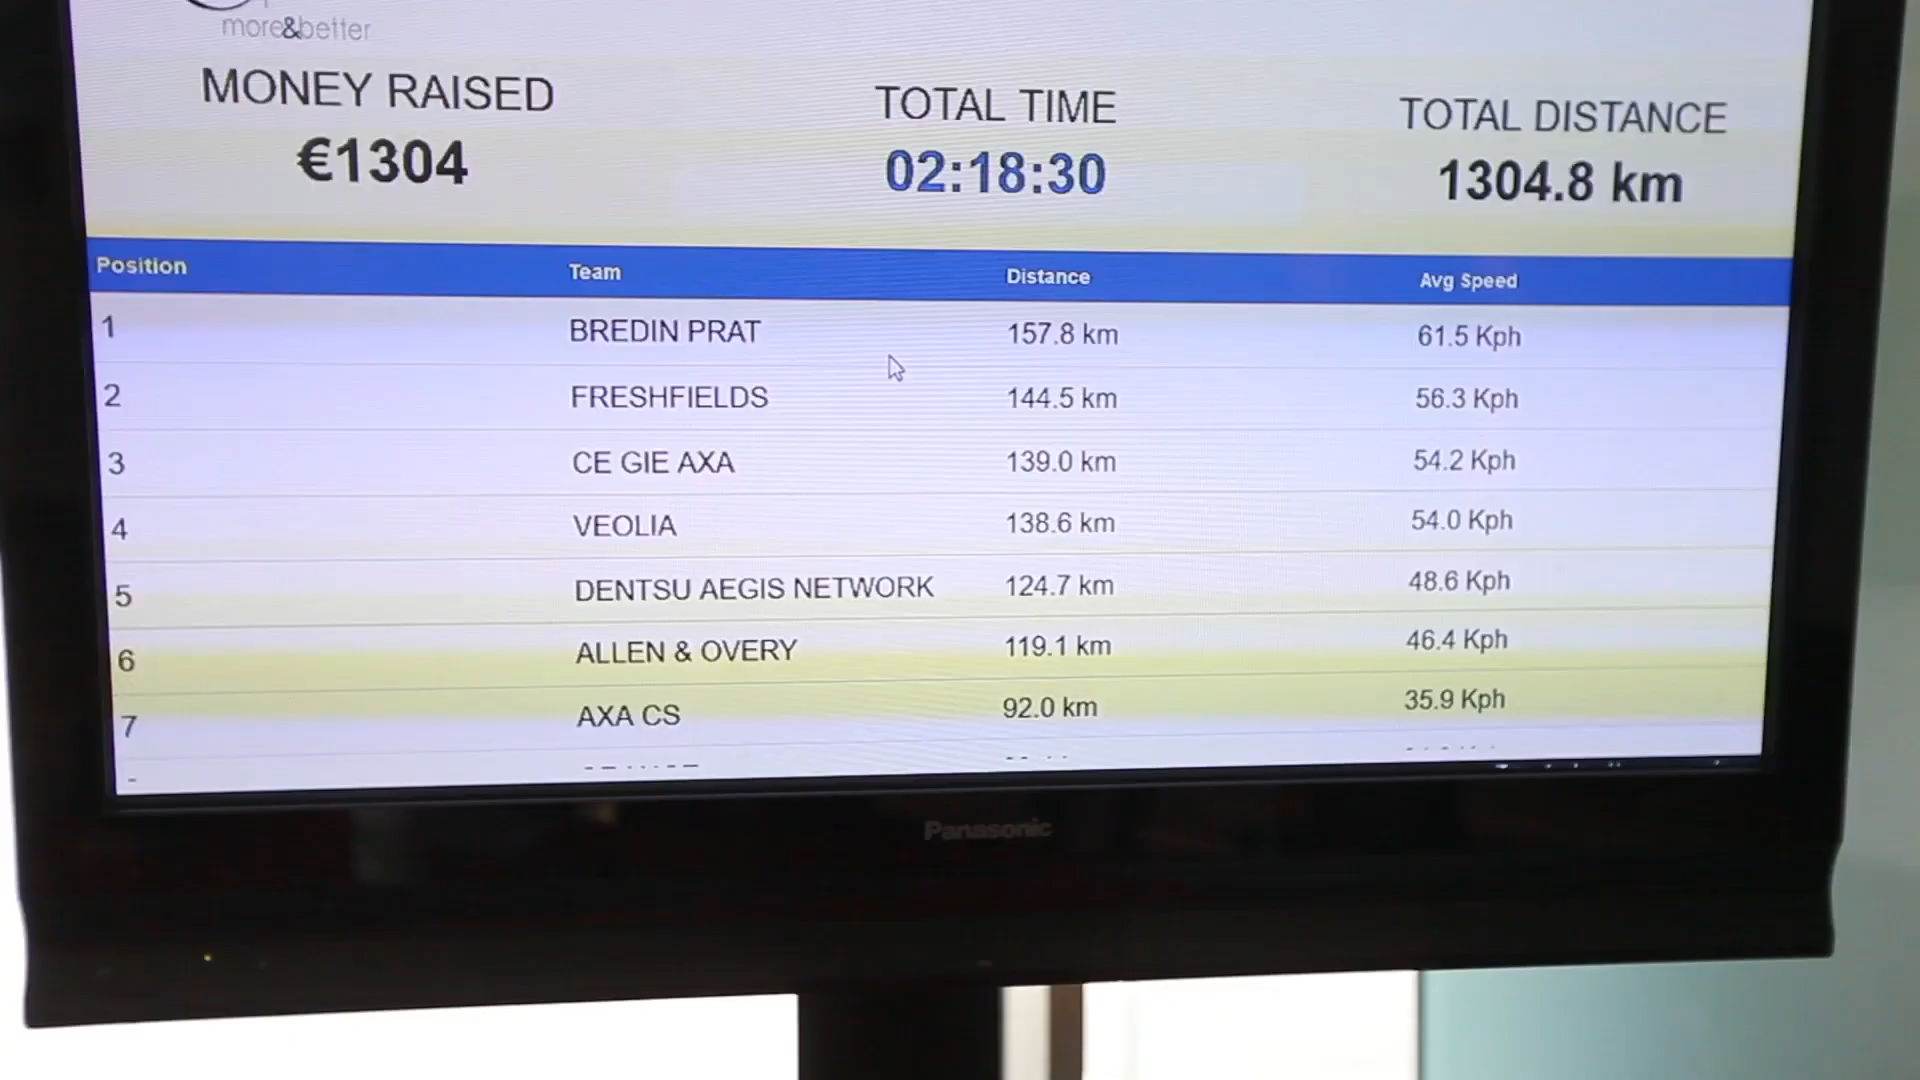 more&better
MONEY RAISED
€1304
TOTAL TIME
02:18:30
TOTAL DISTANCE
1304.8 km
Position Team Distance Avg Speed
1 BREDIN PRAT 157.8 km 61.5 Kph
2 FRESHFIELDS 144.5 km 56.3 Kph
3 CE GIE AXA 139.0 km 54.2 Kph
4 VEOLIA 138.6 km 54.0 Kph
5 DENTSU AEGIS NETWORK 124.7 km 48.6 Kph
6 ALLEN & OVERY 119.1 km 46.4 Kph
7 AXA CS 92.0 km 35.9 Kph
Panasonic